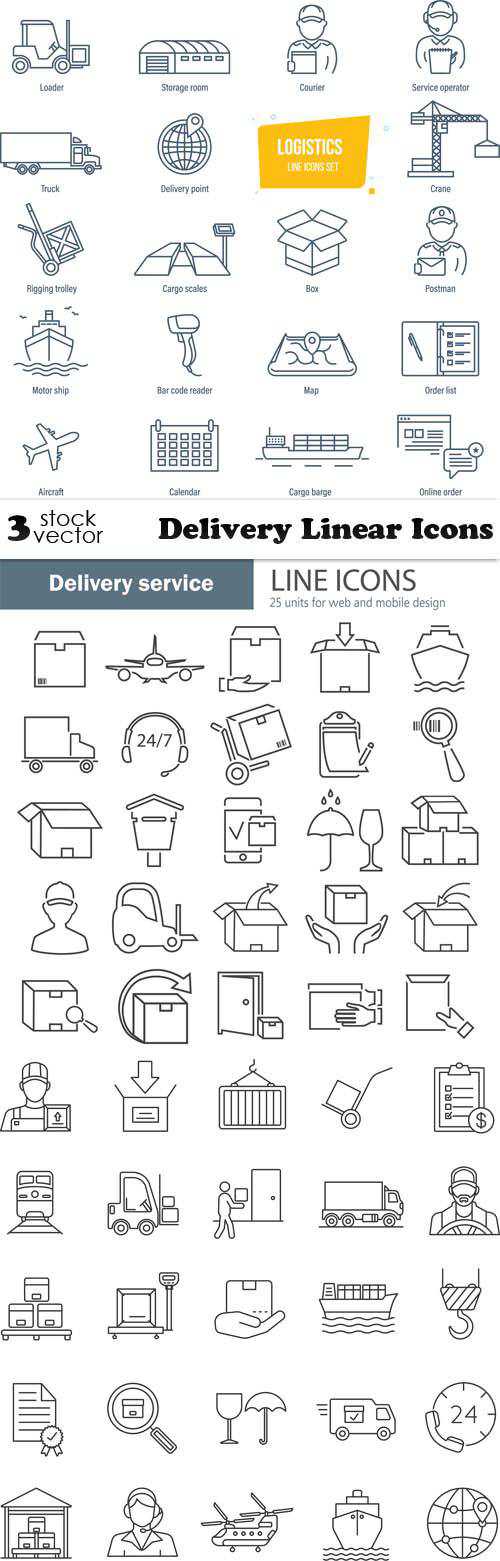 Loader
Storage room
Courier
Service operator
LOGISTICS
LINE ICONS SET
Truck
Delivery point
Crane
Rigging trolley
Cargo scales
Box
Postman
Motor ship
Bar code reader
Map
Order list
Aircraft
Calendar
Cargo barge
Online order
3 stock vector
Delivery Linear Icons
Delivery service
LINE ICONS
25 units for web and mobile design
24/7
$
24